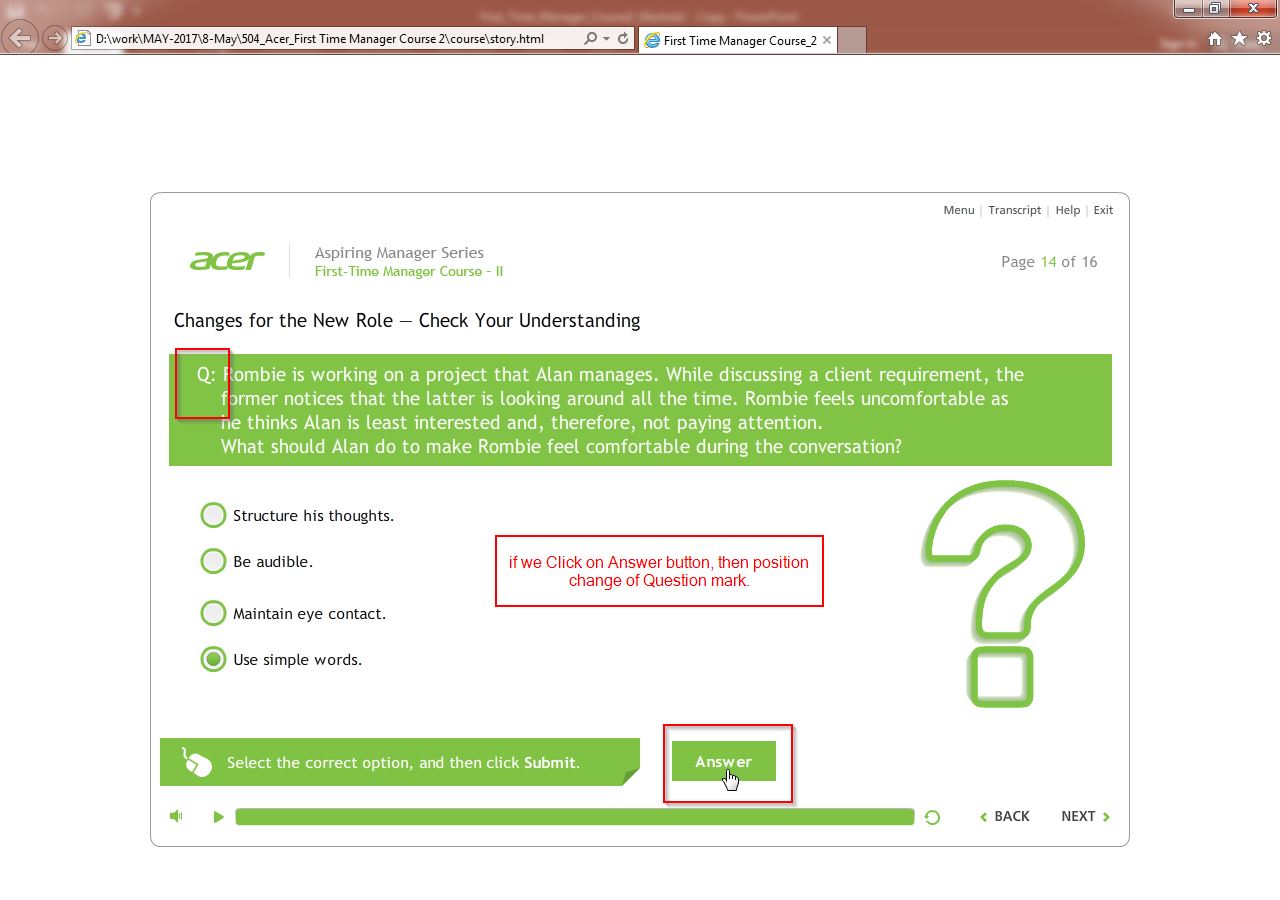 First_Time_Manager_Course2_Module2 - Copy - PowerPoint
D:\work\MAY-2017\8-May\504_Acer_First Time Manager Course 2\course\story.html
First Time Manager Course_2
Sign in
Menu | Transcript | Help | Exit
acer
Aspiring Manager Series
First-Time Manager Course - II
Page 14 of 16
Changes for the New Role — Check Your Understanding
Q: Rombie is working on a project that Alan manages. While discussing a client requirement, the
former notices that the latter is looking around all the time. Rombie feels uncomfortable as
he thinks Alan is least interested and, therefore, not paying attention.
What should Alan do to make Rombie feel comfortable during the conversation?
Structure his thoughts.
Be audible.
Maintain eye contact.
Use simple words.
if we Click on Answer button, then position
change of Question mark.
?
Select the correct option, and then click Submit.
Answer
BACK
NEXT